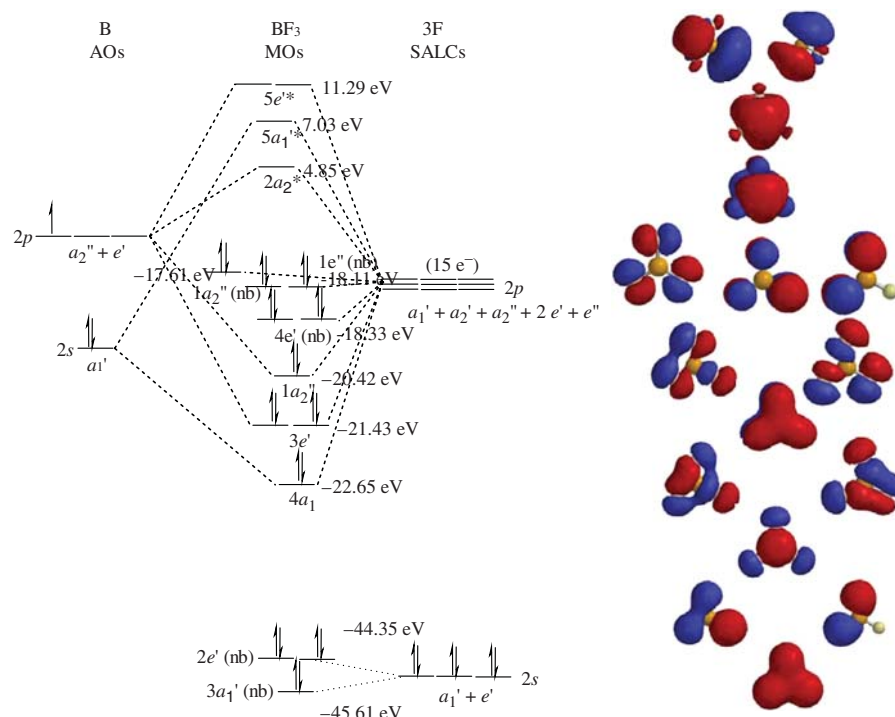 B BF3 3F
AOs MOs SALCs
5e'* 11.29 eV
5a1'* 7.03 eV
2a2* 4.85 eV
2p a2" + e'
1e" (nb) (15 e–)
–17.61 eV –18.11 eV 2p
1a2" (nb)
a1' + a2' + a2" + 2 e' + e"
4e' (nb) –18.33 eV
2s a1'
1a2" –20.42 eV
3e' –21.43 eV
4a1 –22.65 eV
–44.35 eV
2e' (nb)
3a1' (nb) a1' + e' 2s
–45.61 eV